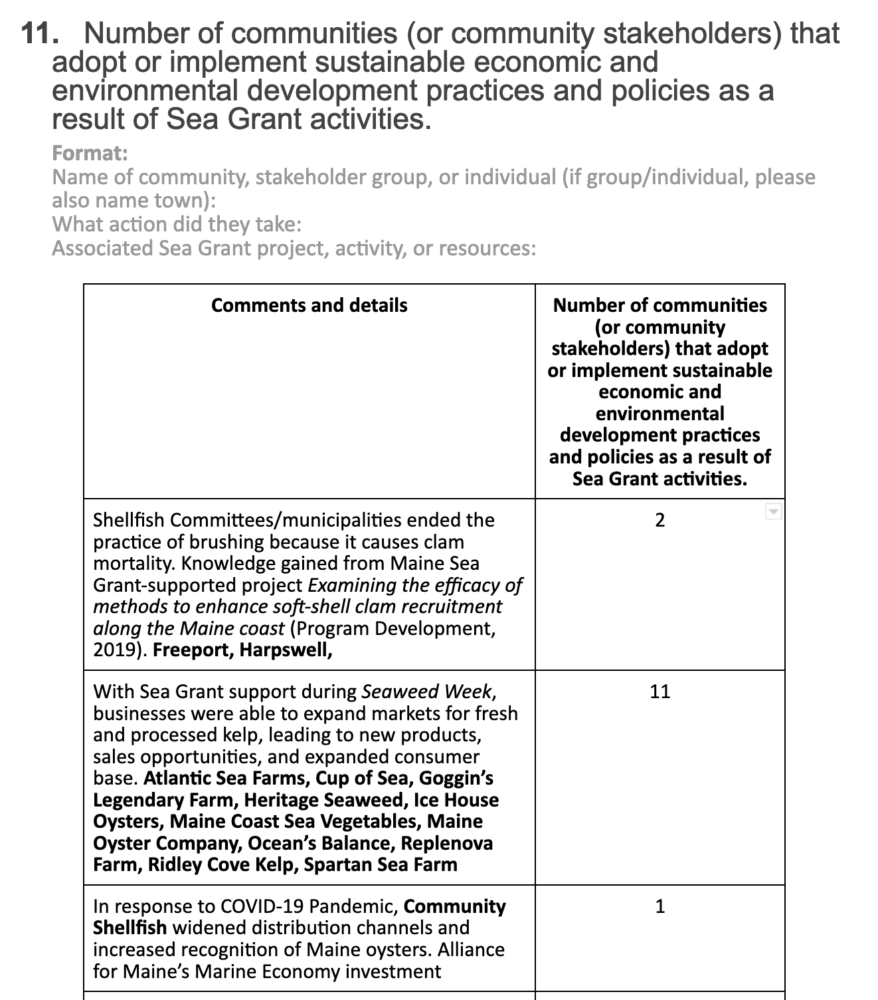 11. Number of communities (or community stakeholders) that
adopt or implement sustainable economic and
environmental development practices and policies as a
result of Sea Grant activities.
Format:
Name of community, stakeholder group, or individual (if group/individual, please
also name town):
What action did they take:
Associated Sea Grant project, activity, or resources:
Comments and details
Number of communities
(or community
stakeholders) that adopt
or implement sustainable
economic and
environmental
development practices
and policies as a result of
Sea Grant activities.
Shellfish Committees/municipalities ended the
practice of brushing because it causes clam
mortality. Knowledge gained from Maine Sea
Grant-supported project Examining the efficacy of
methods to enhance soft-shell clam recruitment
along the Maine coast (Program Development,
2019). Freeport, Harpswell,
2
With Sea Grant support during Seaweed Week,
businesses were able to expand markets for fresh
and processed kelp, leading to new products,
sales opportunities, and expanded consumer
base. Atlantic Sea Farms, Cup of Sea, Goggin’s
Legendary Farm, Heritage Seaweed, Ice House
Oysters, Maine Coast Sea Vegetables, Maine
Oyster Company, Ocean’s Balance, Replenova
Farm, Ridley Cove Kelp, Spartan Sea Farm
11
In response to COVID-19 Pandemic, Community
Shellfish widened distribution channels and
increased recognition of Maine oysters. Alliance
for Maine’s Marine Economy investment
1